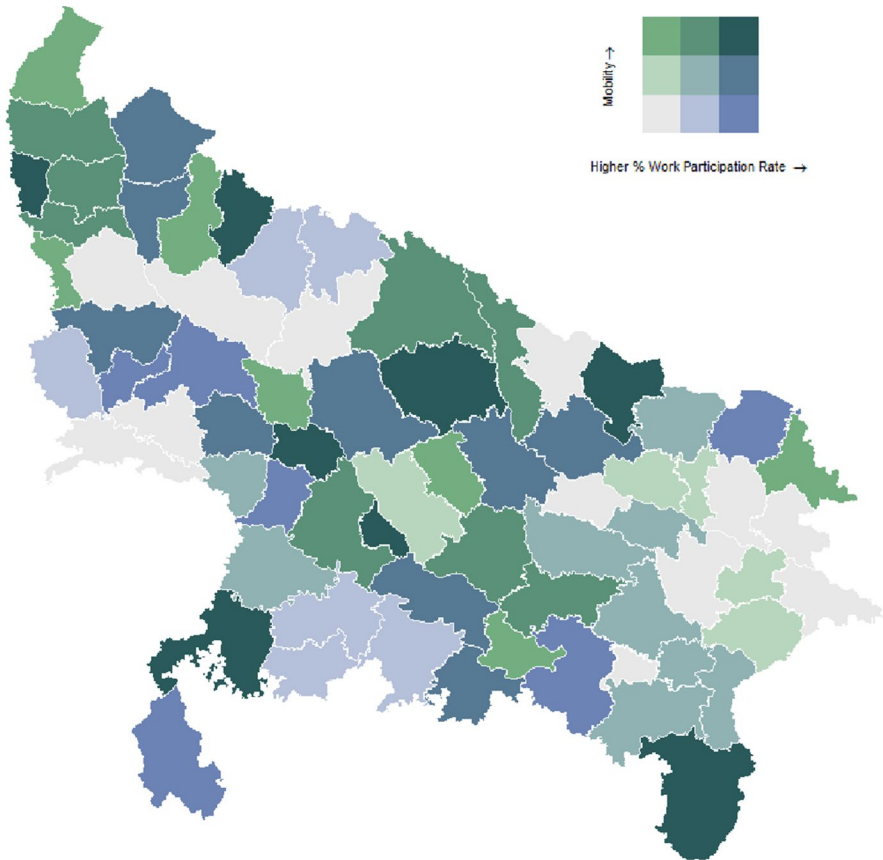 Mobility →
Higher % Work Participation Rate →